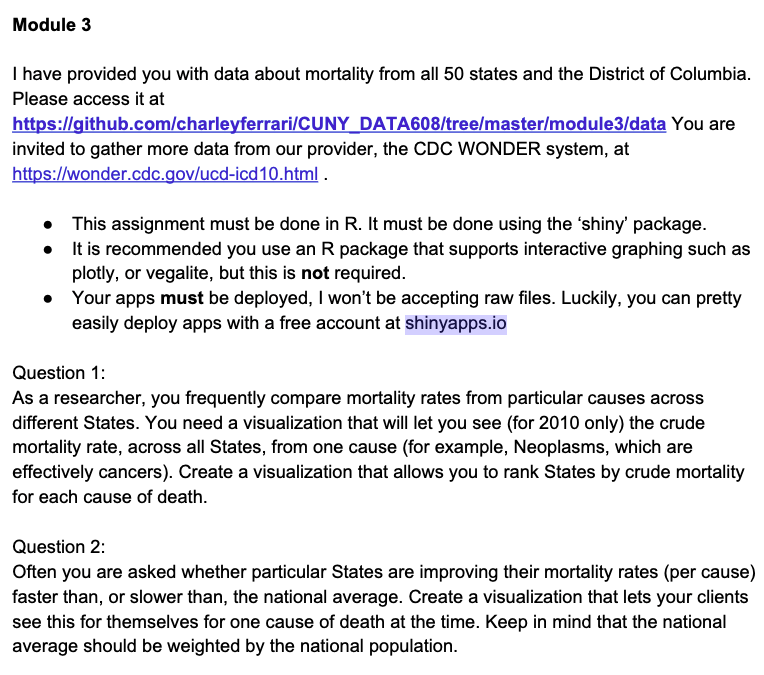 Module 3
I have provided you with data about mortality from all 50 states and the District of Columbia.
Please access it at
https://github.com/charleyferrari/CUNY_DATA608/tree/master/module3/data You are
invited to gather more data from our provider, the CDC WONDER system, at
https://wonder.cdc.gov/ucd-icd10.html .
● This assignment must be done in R. It must be done using the ‘shiny’ package.
● It is recommended you use an R package that supports interactive graphing such as
plotly, or vegalite, but this is not required.
● Your apps must be deployed, I won’t be accepting raw files. Luckily, you can pretty
easily deploy apps with a free account at shinyapps.io
Question 1:
As a researcher, you frequently compare mortality rates from particular causes across
different States. You need a visualization that will let you see (for 2010 only) the crude
mortality rate, across all States, from one cause (for example, Neoplasms, which are
effectively cancers). Create a visualization that allows you to rank States by crude mortality
for each cause of death.
Question 2:
Often you are asked whether particular States are improving their mortality rates (per cause)
faster than, or slower than, the national average. Create a visualization that lets your clients
see this for themselves for one cause of death at the time. Keep in mind that the national
average should be weighted by the national population.